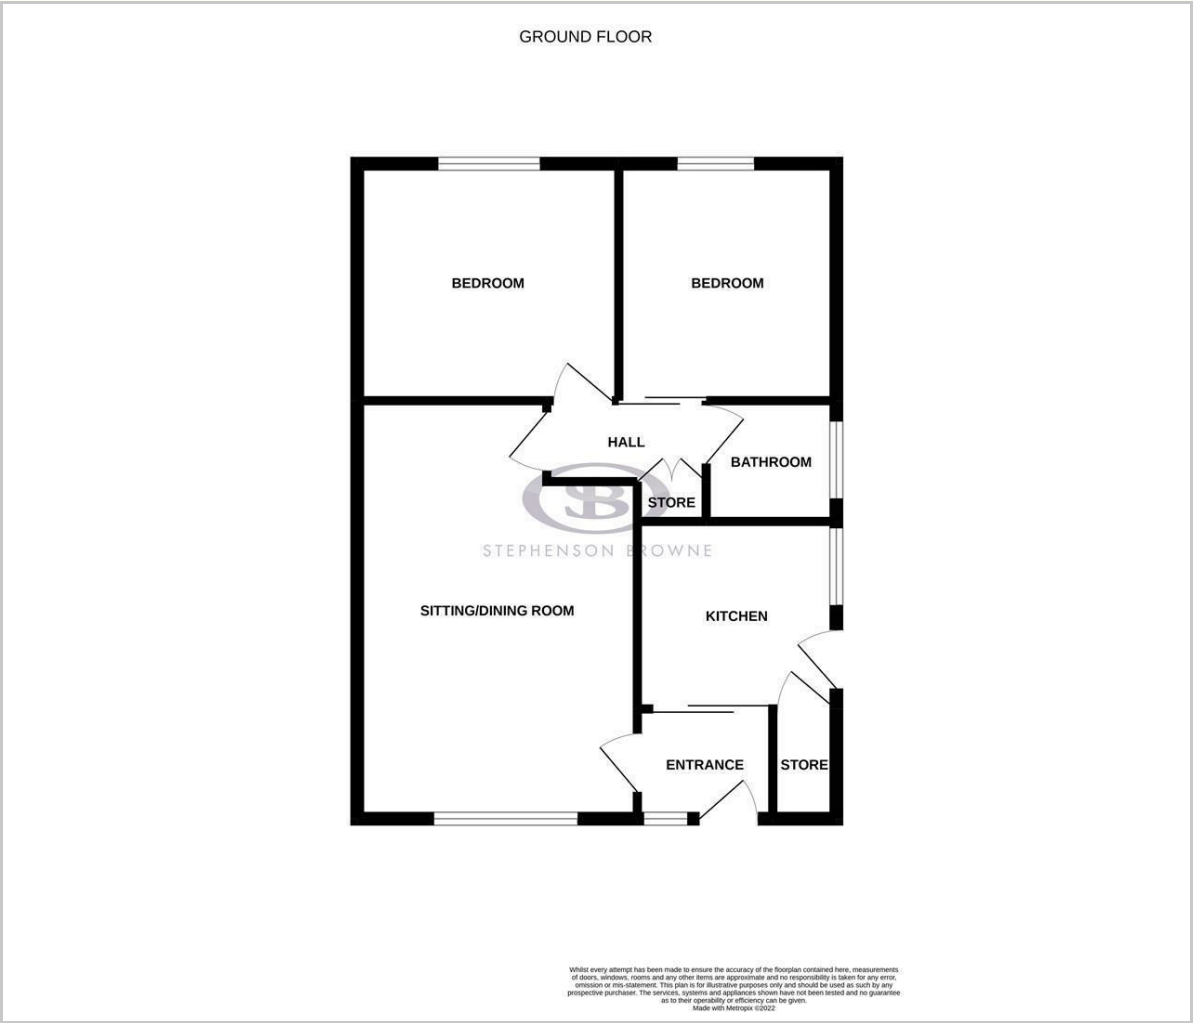 GROUND FLOOR
BEDROOM
BEDROOM
HALL
BATHROOM
STORE
SB
STEPHENSON BROWNE
SITTING/DINING ROOM
KITCHEN
ENTRANCE
STORE
Whilst every attempt has been made to ensure the accuracy of the floorplan contained here, measurements
of doors, windows, rooms and any other items are approximate and no responsibility is taken for any error,
omission or mis-statement. This plan is for illustrative purposes only and should be used as such by any
prospective purchaser. The services, systems and appliances shown have not been tested and no guarantee
as to their operability or efficiency can be given.
Made with Metropix ©2022